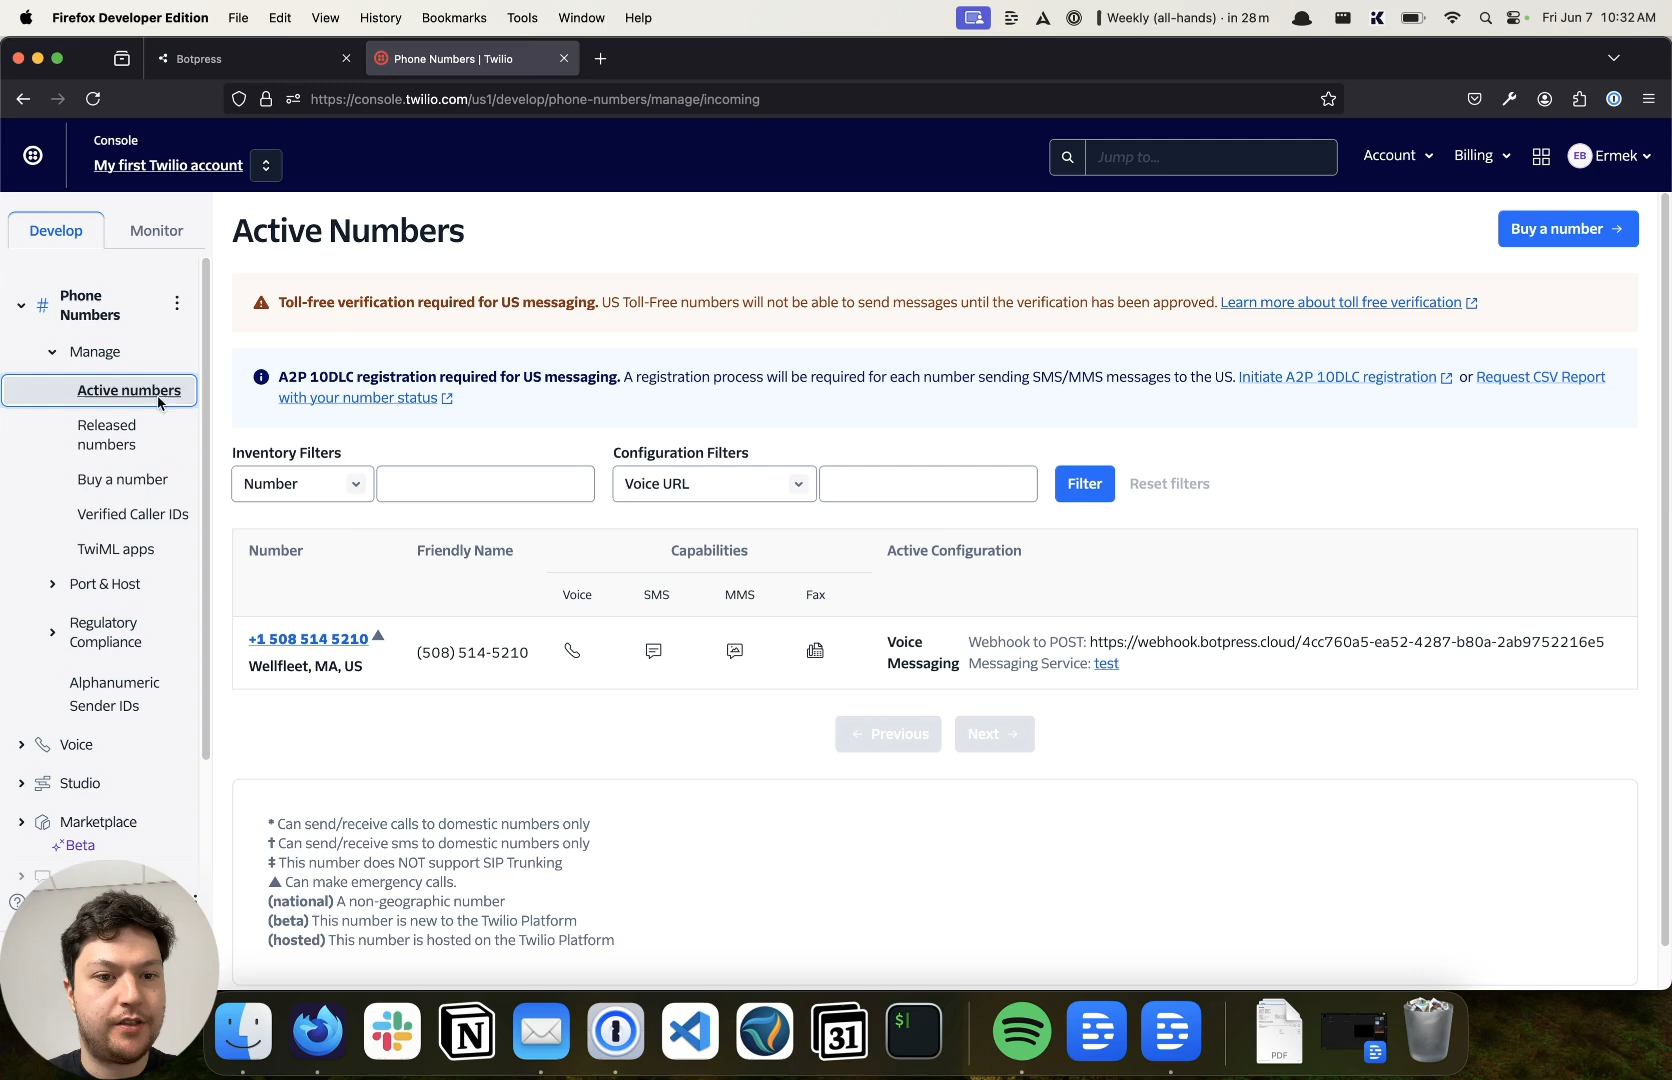 Firefox Developer Edition File Edit View History Bookmarks Tools Window Help Weekly (all-hands) · in 28 m Fri Jun 7 10:32 AM
Botpress Phone Numbers | Twilio
https://console.twilio.com/us1/develop/phone-numbers/manage/incoming
Console
My first Twilio account
Jump to...
Account Billing EB Ermek
Develop Monitor
Phone
Numbers
Manage
Active numbers
Released
numbers
Buy a number
Verified Caller IDs
TwiML apps
Port & Host
Regulatory
Compliance
Alphanumeric
Sender IDs
Voice
Studio
Marketplace
Beta
Active Numbers
Buy a number →
Toll-free verification required for US messaging. US Toll-Free numbers will not be able to send messages until the verification has been approved. Learn more about toll free verification
A2P 10DLC registration required for US messaging. A registration process will be required for each number sending SMS/MMS messages to the US. Initiate A2P 10DLC registration or Request CSV Report
with your number status
Inventory Filters Configuration Filters
Number Voice URL Filter Reset filters
Number Friendly Name Capabilities Active Configuration
Voice SMS MMS Fax
+1 508 514 5210 ▲
Wellfleet, MA, US
(508) 514-5210
Voice Webhook to POST: https://webhook.botpress.cloud/4cc760a5-ea52-4287-b80a-2ab9752216e5
Messaging Messaging Service: test
← Previous Next →
* Can send/receive calls to domestic numbers only
† Can send/receive sms to domestic numbers only
‡ This number does NOT support SIP Trunking
▲ Can make emergency calls.
(national) A non-geographic number
(beta) This number is new to the Twilio Platform
(hosted) This number is hosted on the Twilio Platform
31
$
PDF